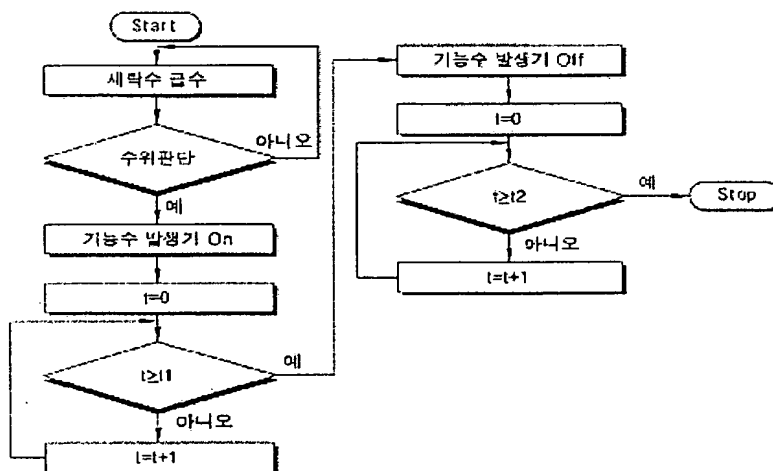 Start
세탁수 급수
수위판단
아니오
예
기능수 발생기 On
t=0
t≥t1
예
아니오
t=t+1
기능수 발생기 Off
t=0
t≥t2
예
Stop
아니오
t=t+1